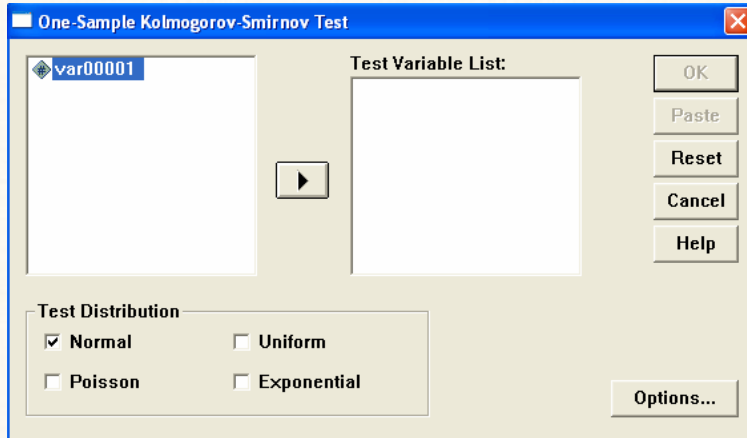 One-Sample Kolmogorov-Smirnov Test
var00001
Test Variable List:
OK
Paste
Reset
Cancel
Help
Test Distribution
Normal
Uniform
Poisson
Exponential
Options...